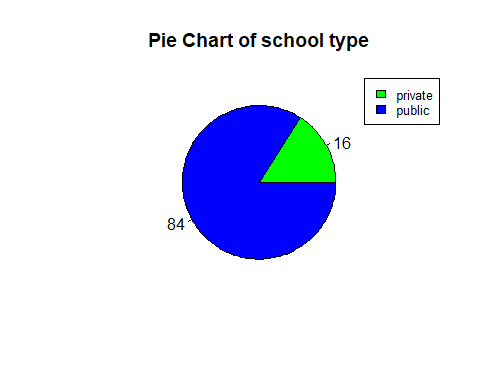 Pie Chart of school type
private
public
16
84